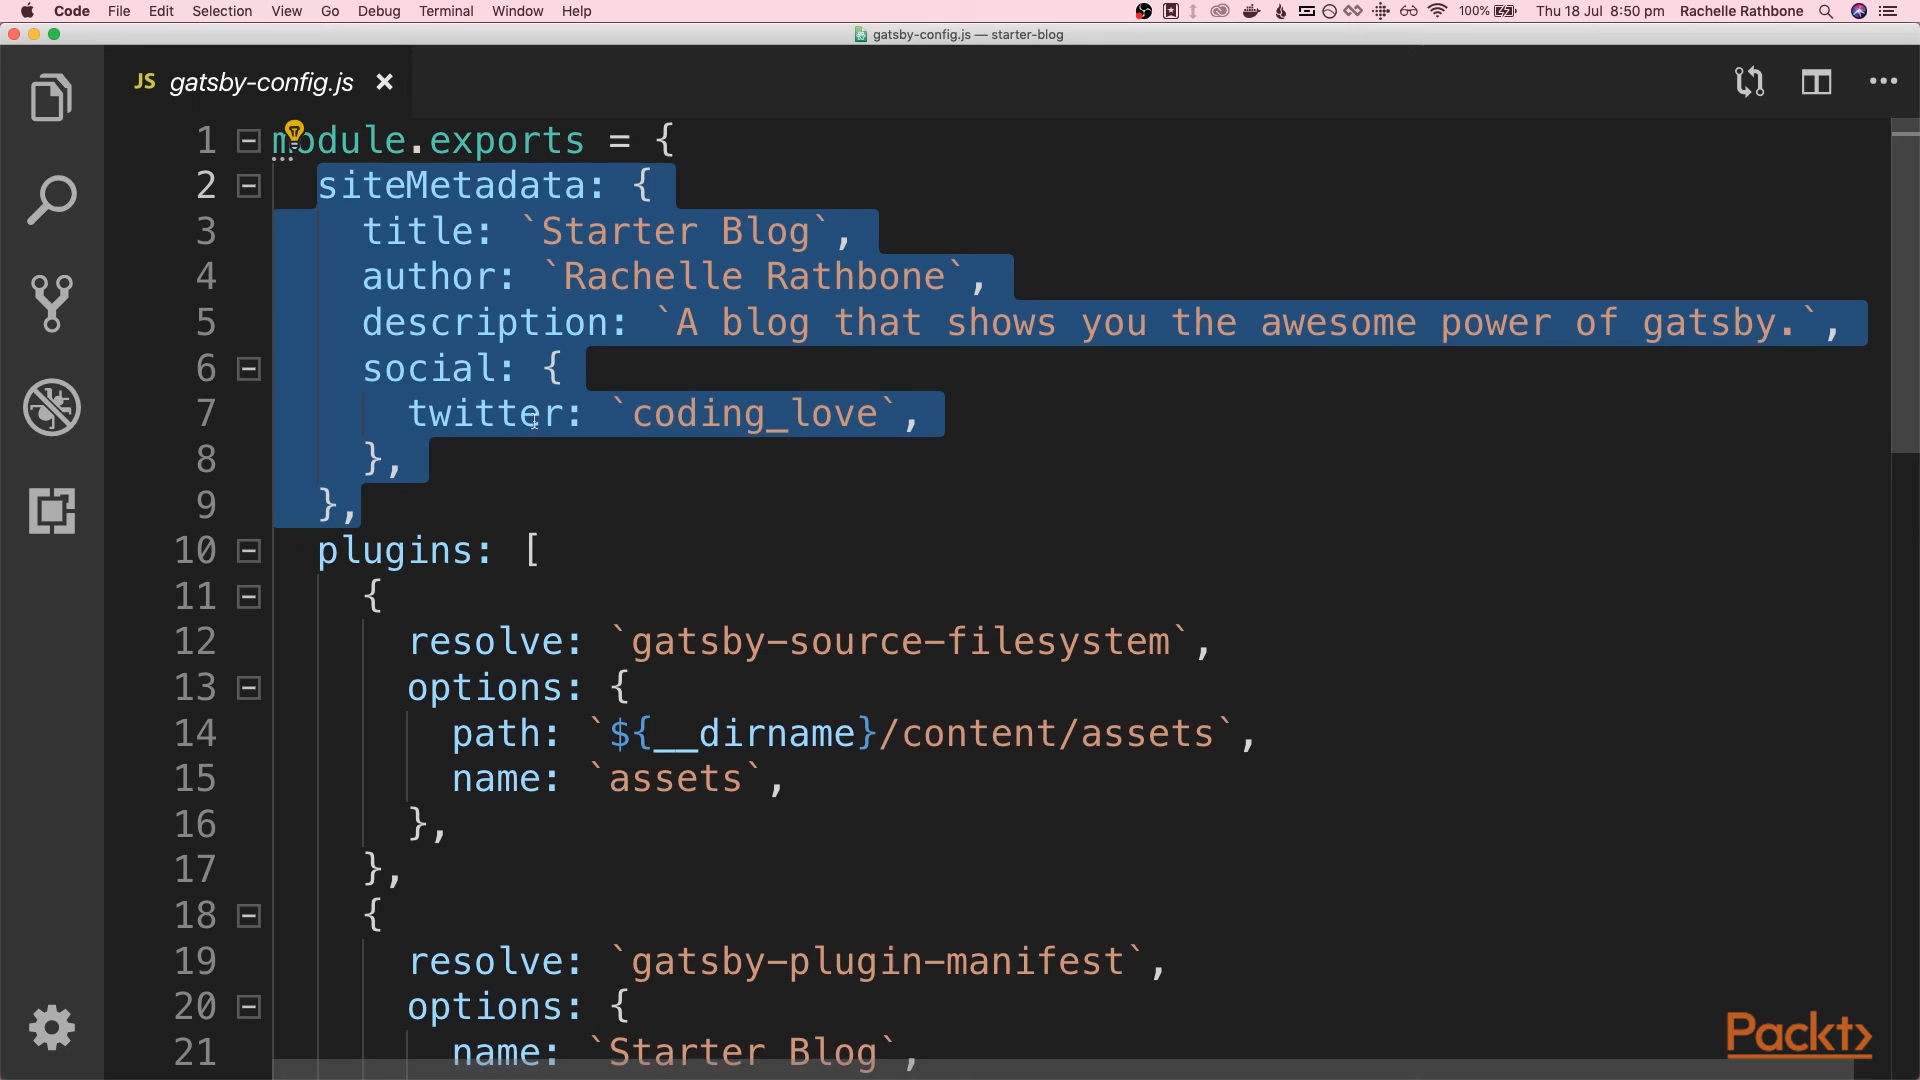 Code File Edit Selection View Go Debug Terminal Window Help 100% Thu 18 Jul 8:50 pm Rachelle Rathbone
gatsby-config.js — starter-blog
JS gatsby-config.js
1 module.exports = {
2 siteMetadata: {
3 title: `Starter Blog`,
4 author: `Rachelle Rathbone`,
5 description: `A blog that shows you the awesome power of gatsby.`,
6 social: {
7 twitter: `coding_love`,
8 },
9 },
10 plugins: [
11 {
12 resolve: `gatsby-source-filesystem`,
13 options: {
14 path: `${__dirname}/content/assets`,
15 name: `assets`,
16 },
17 },
18 {
19 resolve: `gatsby-plugin-manifest`,
20 options: {
21 name: `Starter Blog`,
Packt>